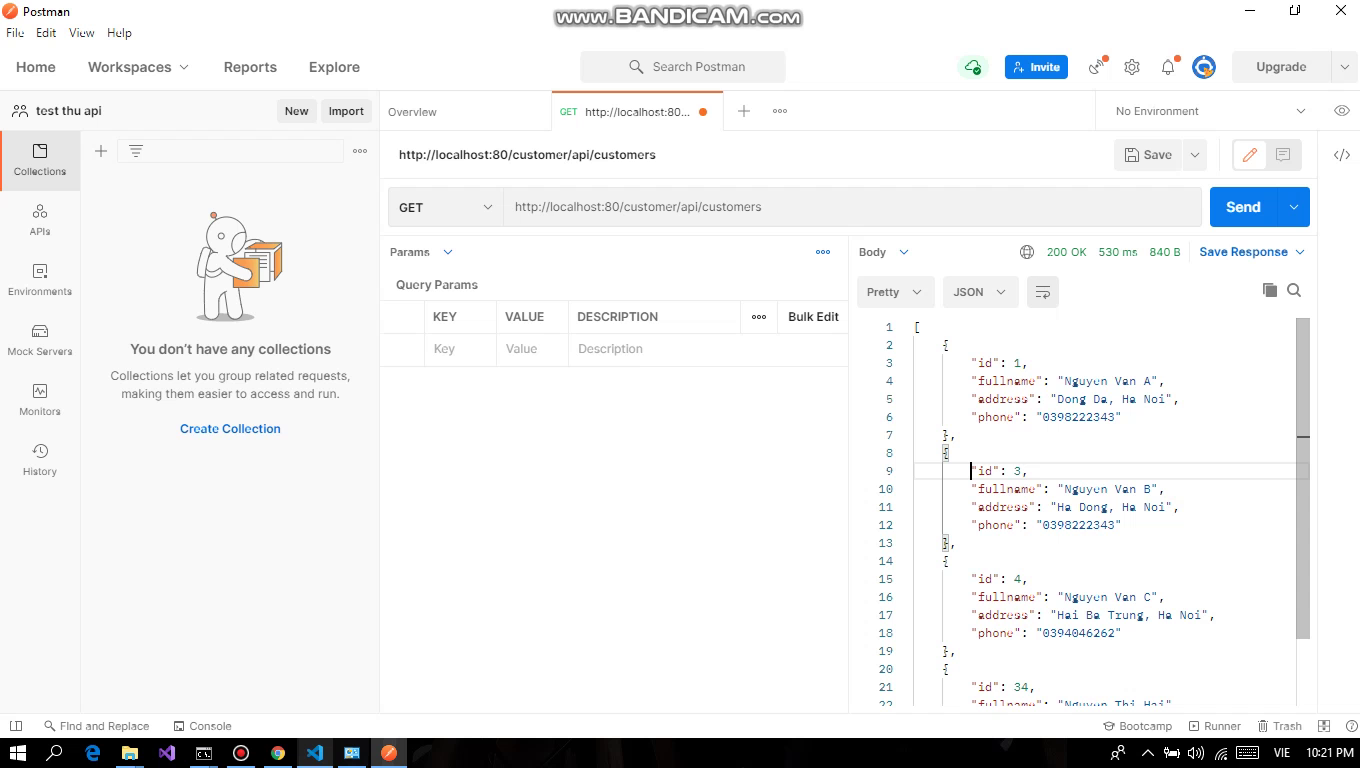 Postman
www.BANDICAM.com
File Edit View Help
Home Workspaces Reports Explore
Search Postman
Invite
Upgrade
test thu api
New Import
Overview
GET http://localhost:80...
No Environment
Collections
APIs
Environments
Mock Servers
Monitors
History
You don't have any collections
Collections let you group related requests,
making them easier to access and run.
Create Collection
http://localhost:80/customer/api/customers
Save
GET http://localhost:80/customer/api/customers
Send
Params
Query Params
KEY VALUE DESCRIPTION Bulk Edit
Key Value Description
Body 200 OK 530 ms 840 B Save Response
Pretty JSON
1 [
2 {
3 "id": 1,
4 "fullname": "Nguyen Van A",
5 "address": "Dong Da, Ha Noi",
6 "phone": "0398222343"
7 },
8 {
9 "id": 3,
10 "fullname": "Nguyen Van B",
11 "address": "Ha Dong, Ha Noi",
12 "phone": "0398222343"
13 },
14 {
15 "id": 4,
16 "fullname": "Nguyen Van C",
17 "address": "Hai Ba Trung, Ha Noi",
18 "phone": "0394046262"
19 },
20 {
21 "id": 34,
22 "fullname": "Nguyen Thi Hai"
Find and Replace Console
Bootcamp Runner Trash
VIE 10:21 PM